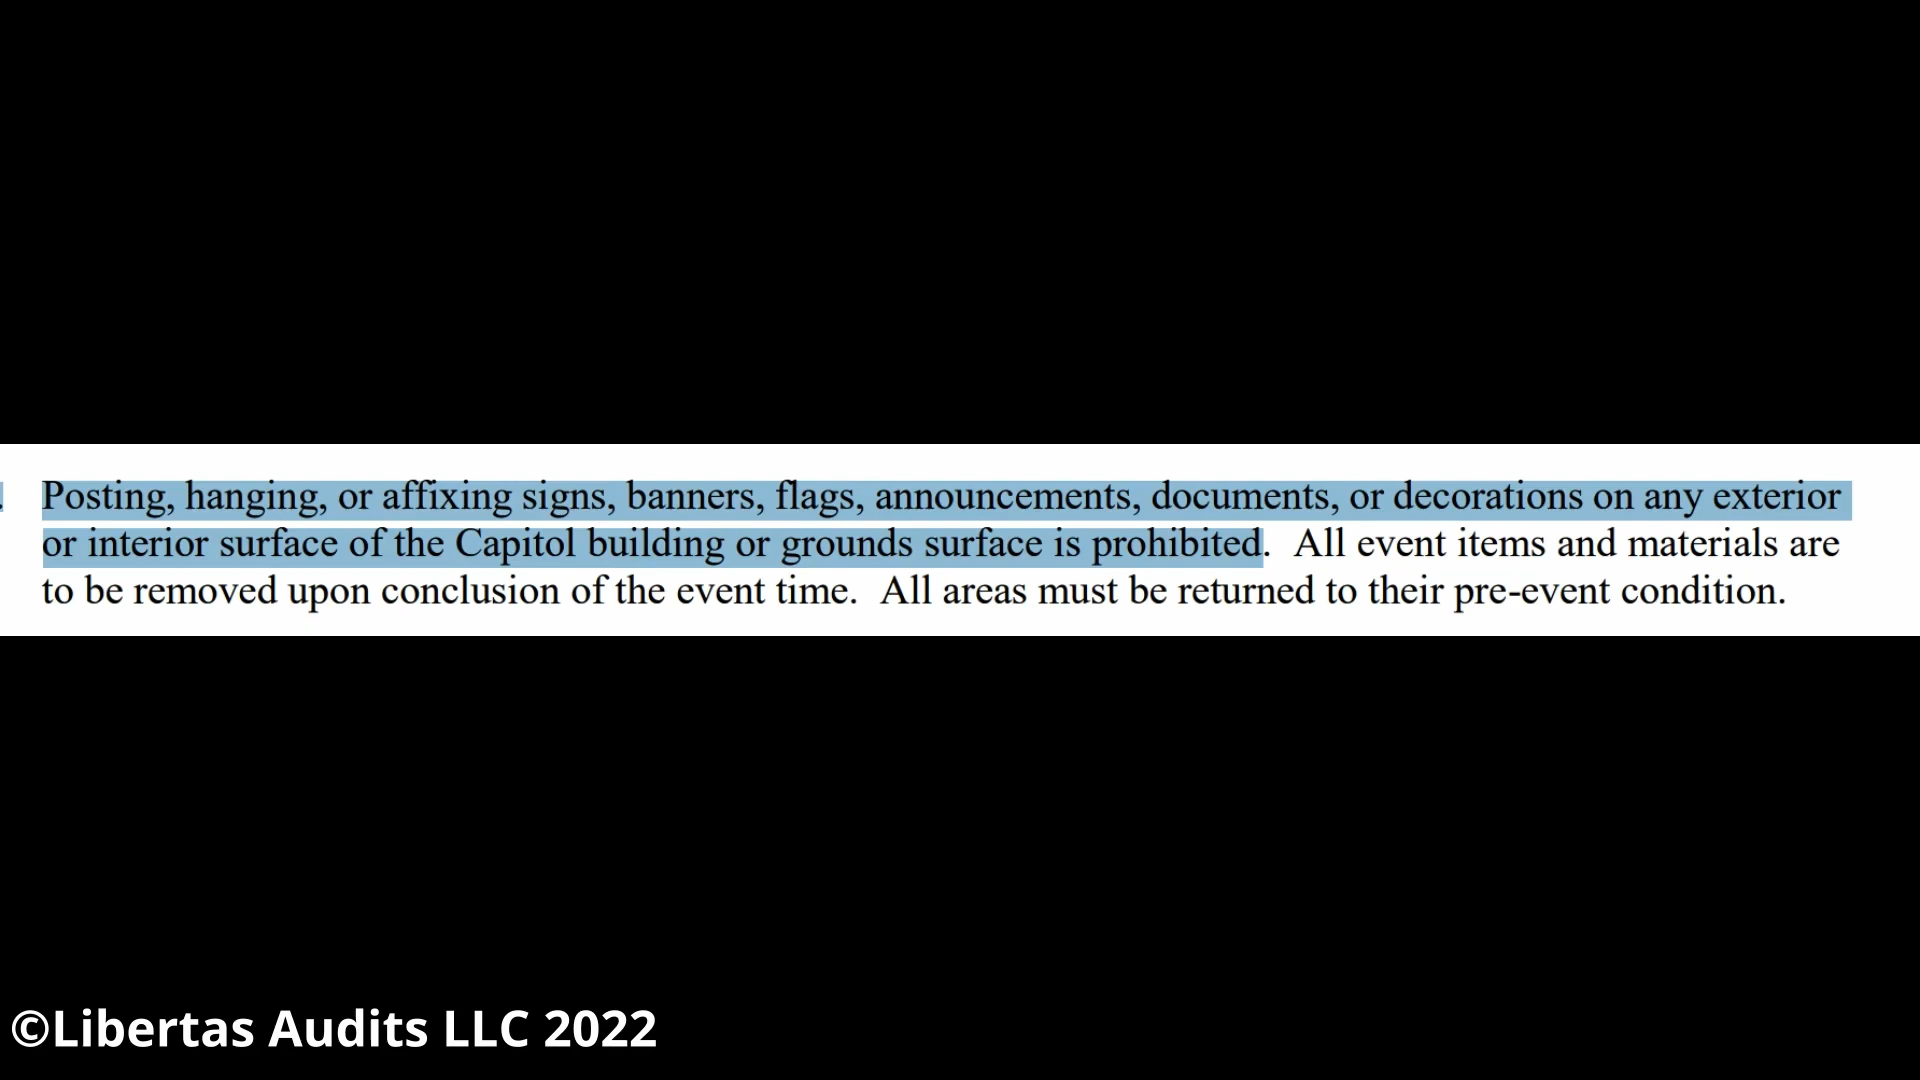 Posting, hanging, or affixing signs, banners, flags, announcements, documents, or decorations on any exterior
or interior surface of the Capitol building or grounds surface is prohibited.  All event items and materials are
to be removed upon conclusion of the event time.  All areas must be returned to their pre-event condition.
©Libertas Audits LLC 2022